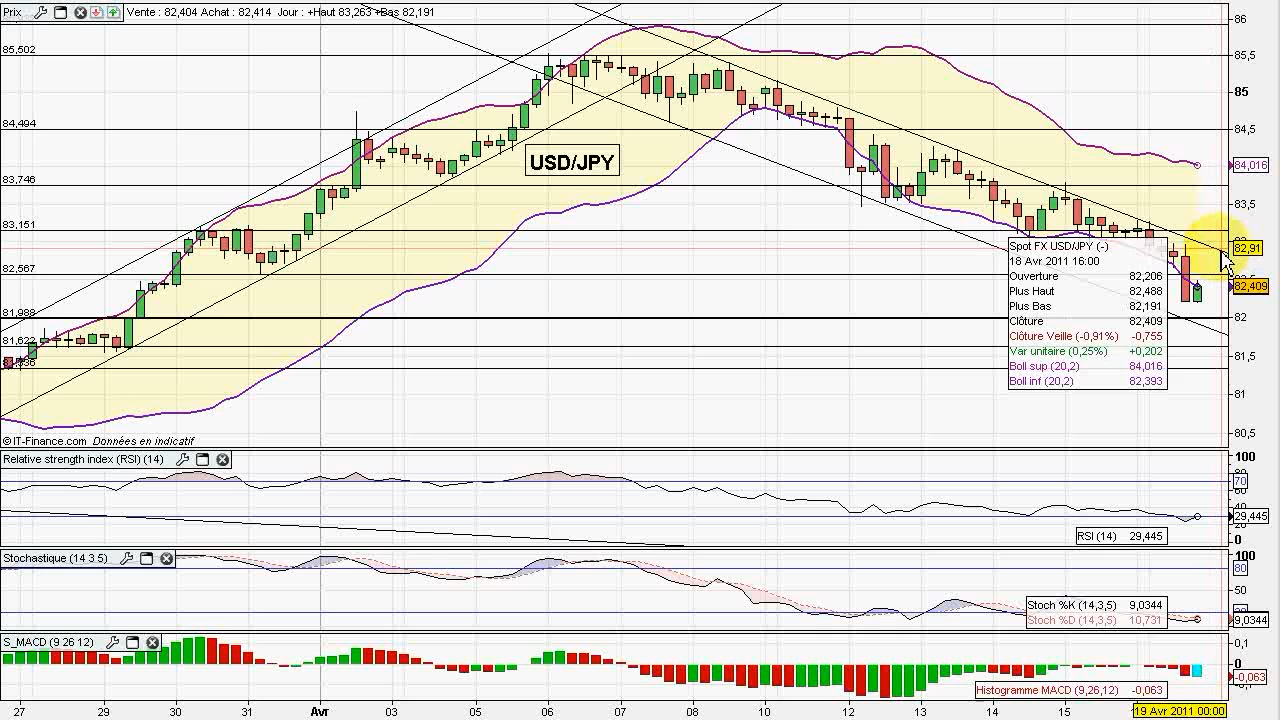 Prix Vente : 82,404 Achat : 82,414 Jour : +Haut 83,263 +Bas 82,191
86
85,502
85,5
85
84,494
84,5
USD/JPY
84,016
83,746
83,5
83,151
82,91
82,567
82,409
81,988
82
81,622
81,5
81
80,5
Spot FX USD/JPY (-)
18 Avr 2011 16:00
Ouverture 82,206
Plus Haut 82,488
Plus Bas 82,191
Clôture 82,409
Clôture Veille (-0,91%) -0,755
Var unitaire (0,25%) +0,202
Boll sup (20,2) 84,016
Boll inf (20,2) 82,393
© IT-Finance.com Données en indicatif
Relative strength index (RSI) (14)
100
70
29,445
0
RSI (14) 29,445
Stochastique (14 3 5)
100
80
50
Stoch %K (14,3,5) 9,0344
Stoch %D (14,3,5) 10,731
9,0344
S_MACD (9 26 12)
0,1
0
-0,063
Histogramme MACD (9,26,12) -0,063
27 29 30 31 Avr 03 05 06 07 08 10 12 13 14 15 19 Avr 2011 00:00